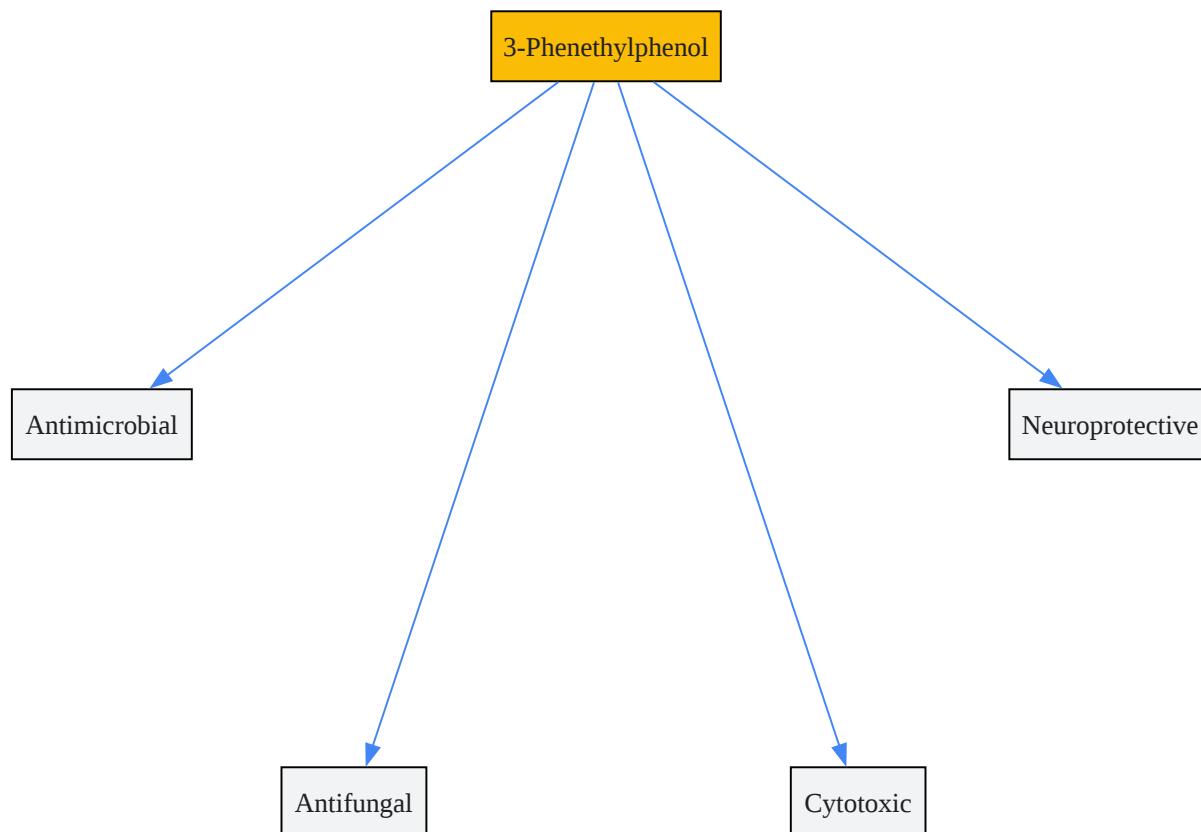 3-Phenethylphenol
Antimicrobial
Neuroprotective
Antifungal
Cytotoxic